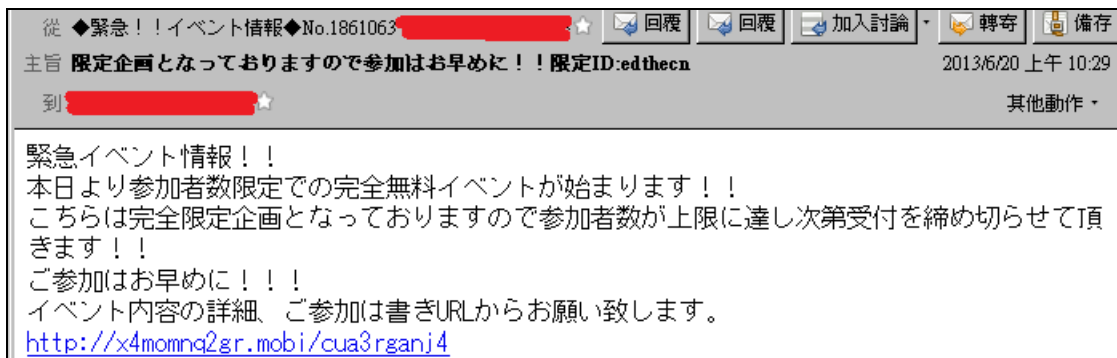 從 ◆緊急！！イベント情報◆No.1861063 回覆 回覆 加入討論 轉寄 備存
主旨 限定企画となっておりますので参加はお早めに！！限定ID:edthecn 2013/6/20 上午 10:29
到: 其他動作
緊急イベント情報！！
本日より参加者数限定での完全無料イベントが始まります！！
こちらは完全限定企画となっておりますので参加者数が上限に達し次第受付を締め切らせて頂
きます！！
ご参加はお早めに！！！
イベント内容の詳細、ご参加は書きURLからお願い致します。
http://x4momnq2gr.mobi/cua3rganj4